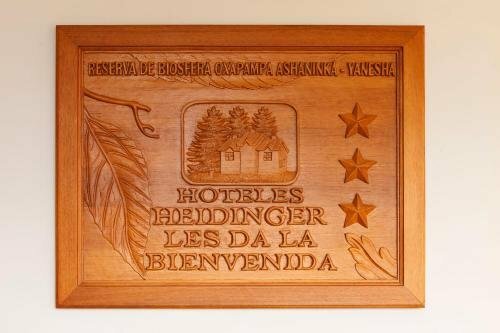 RESERVA DE BIOSFERA OXAPAMPA ASHANINKA - YANESHA
HOTELES
HEIDINGER
LES DA LA
BIENVENIDA